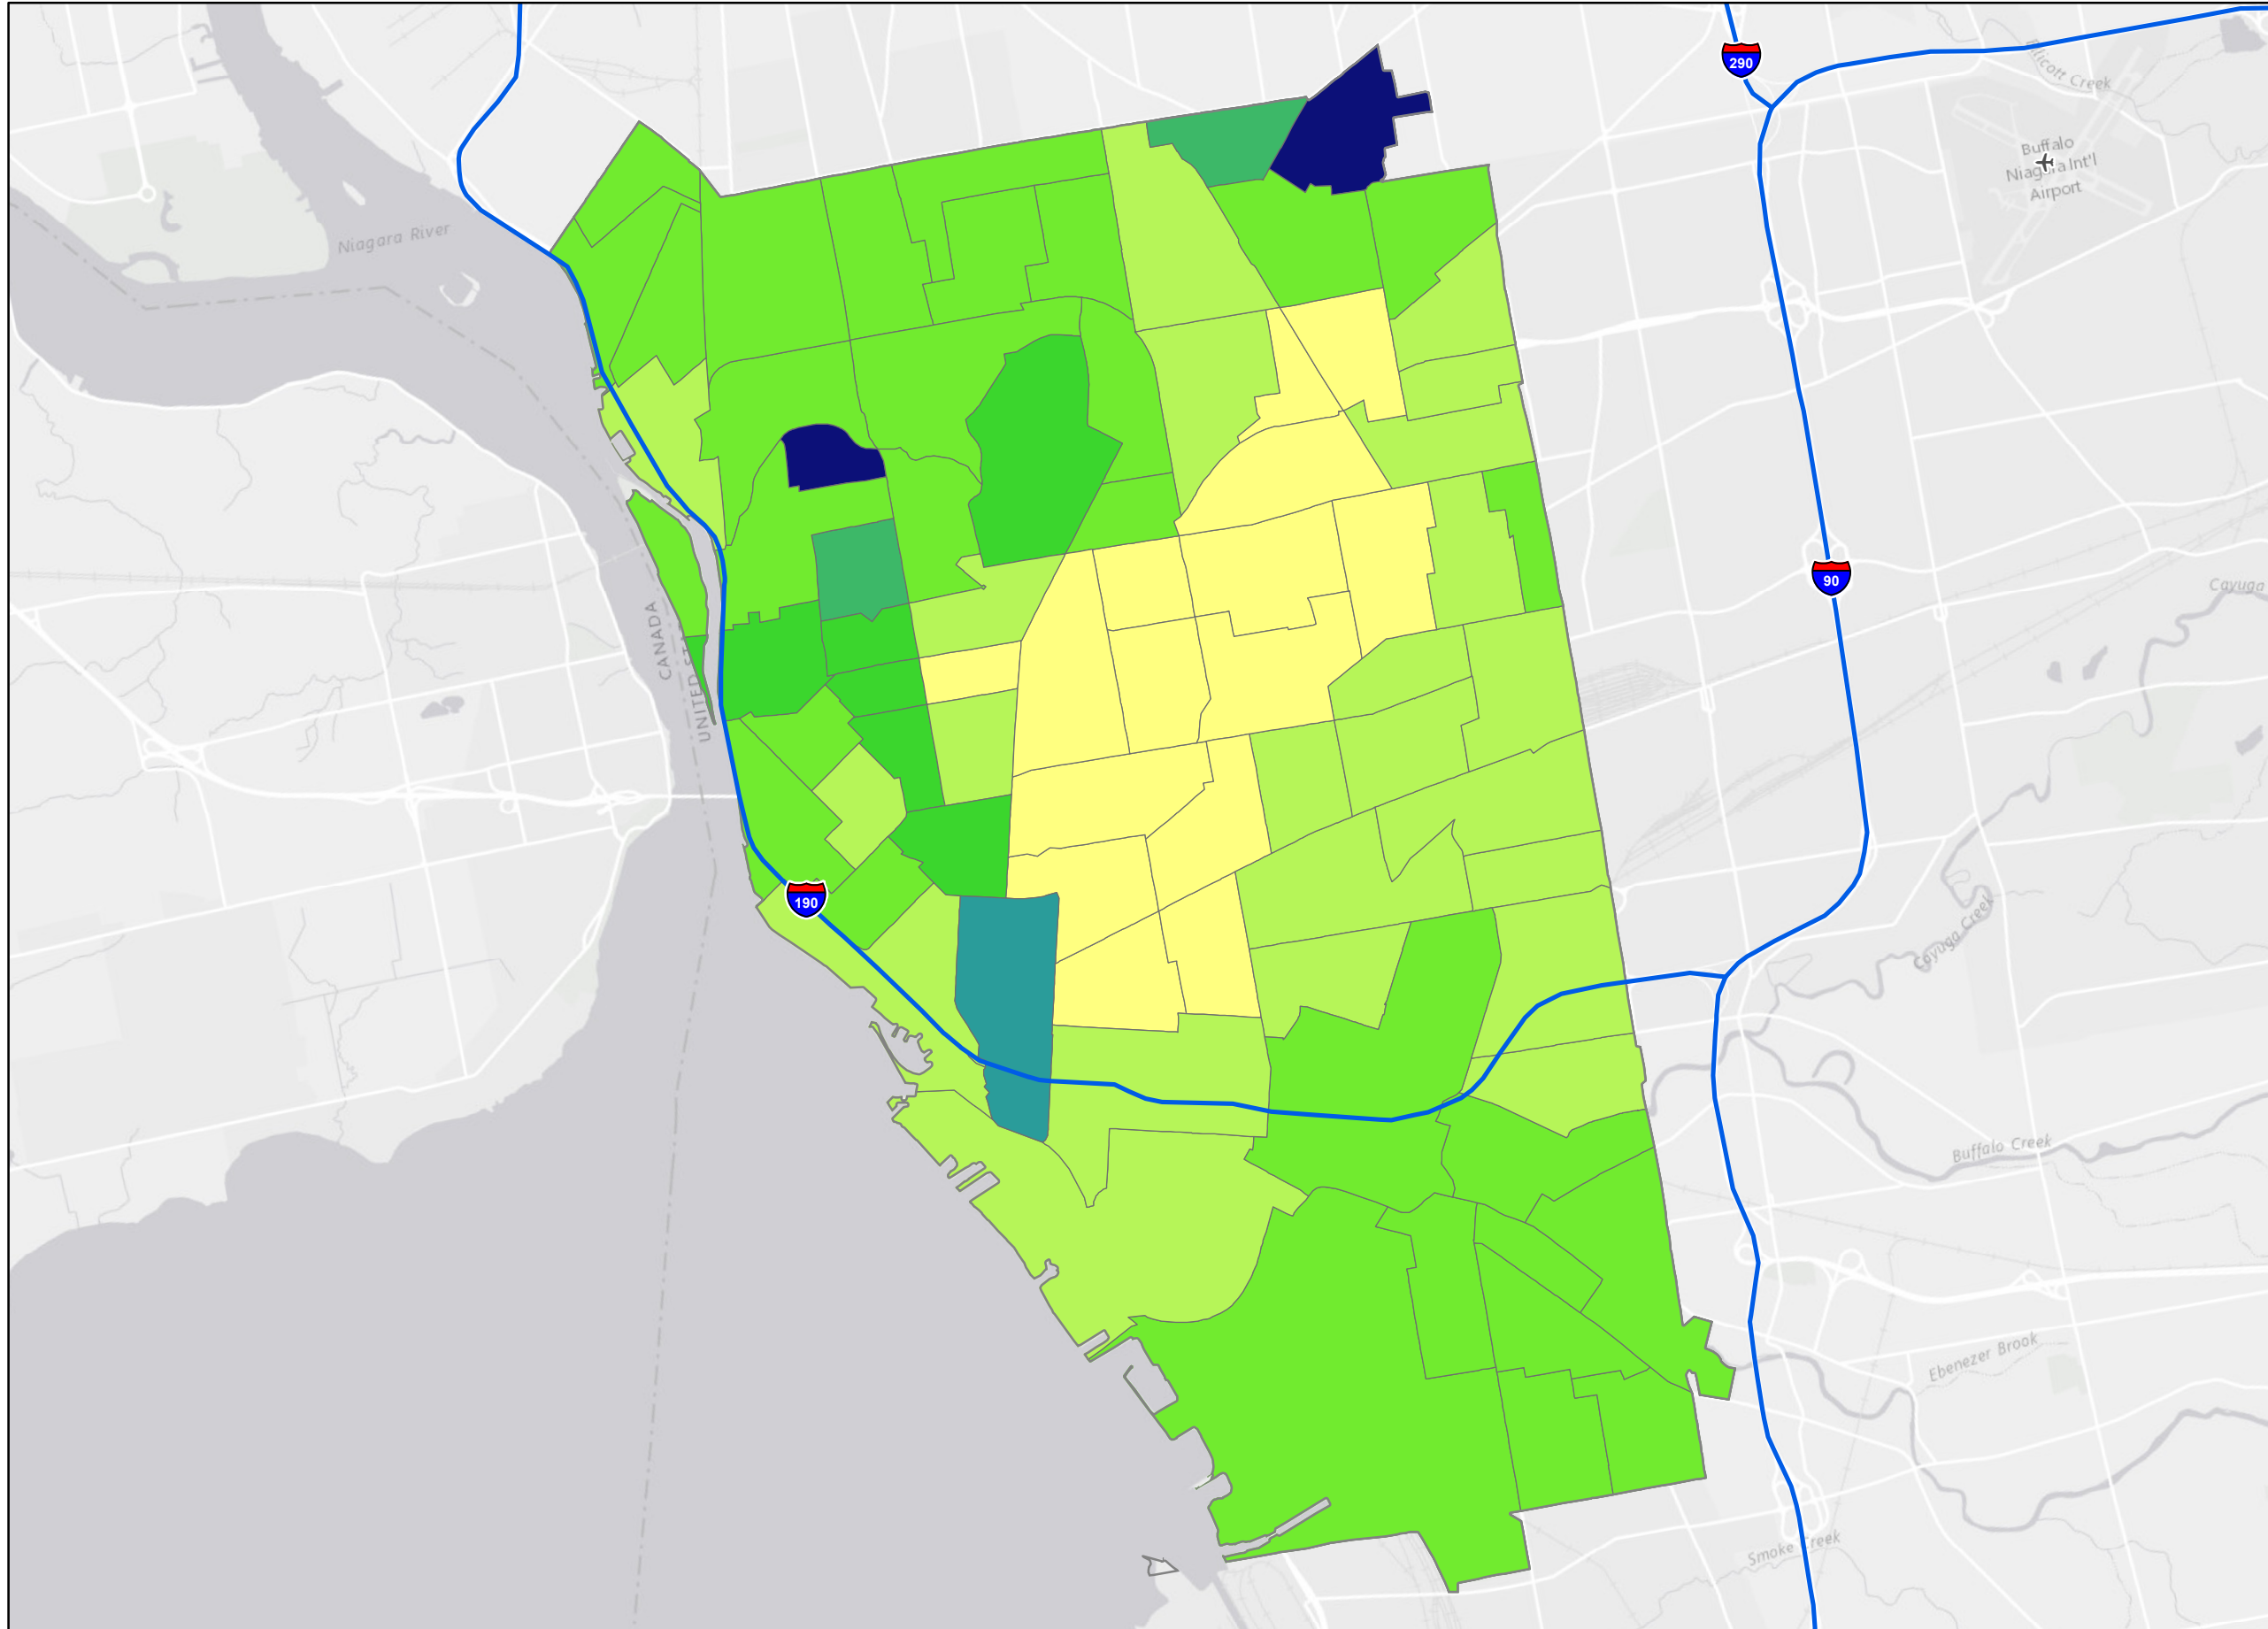 290
Ellicott Creek
Buffalo
Niagara Int'l
Airport
Niagara River
90
Cayuga
CANADA
UNITED ST
190
Cayuga Creek
Buffalo Creek
Ebenezer Brook
Smoke Creek